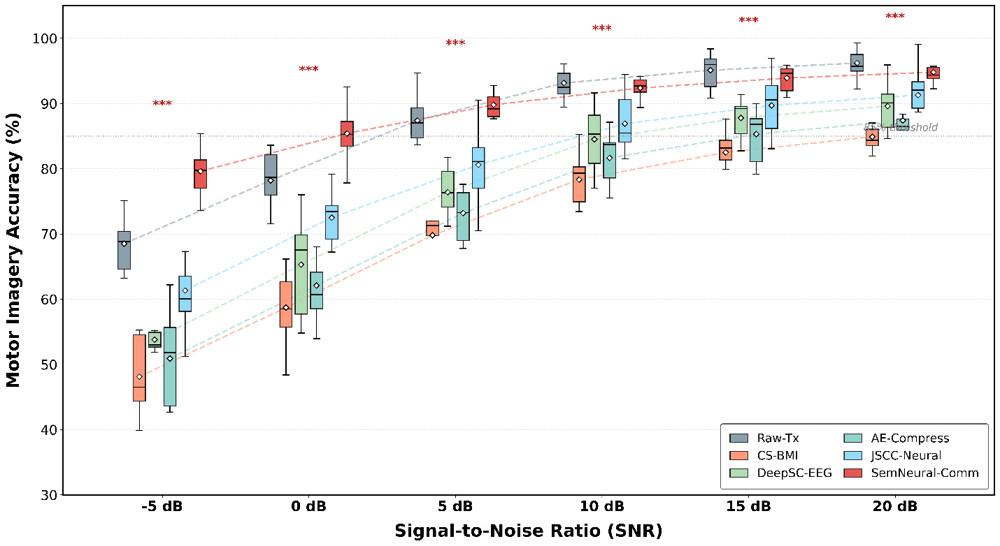 ***
***
***
***
***
***
100
90
80
70
60
50
40
30
Motor Imagery Accuracy (%)
85% threshold
Raw-Tx
CS-BMI
DeepSC-EEG
AE-Compress
JSCC-Neural
SemNeural-Comm
-5 dB
0 dB
5 dB
10 dB
15 dB
20 dB
Signal-to-Noise Ratio (SNR)